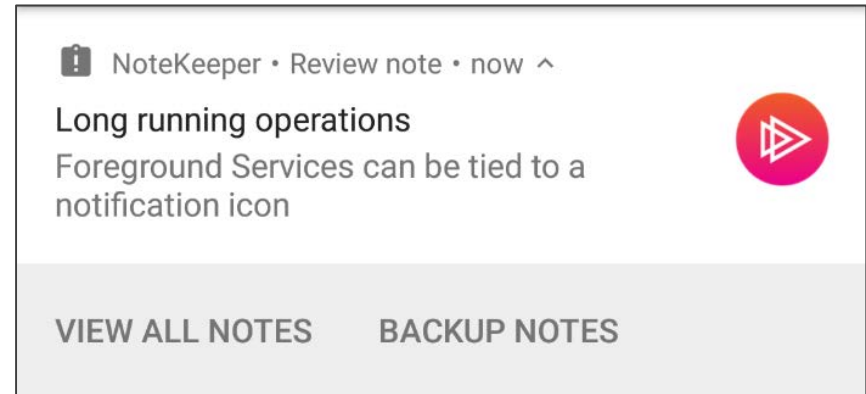 NoteKeeper • Review note • now
Long running operations
Foreground Services can be tied to a
notification icon
VIEW ALL NOTES BACKUP NOTES